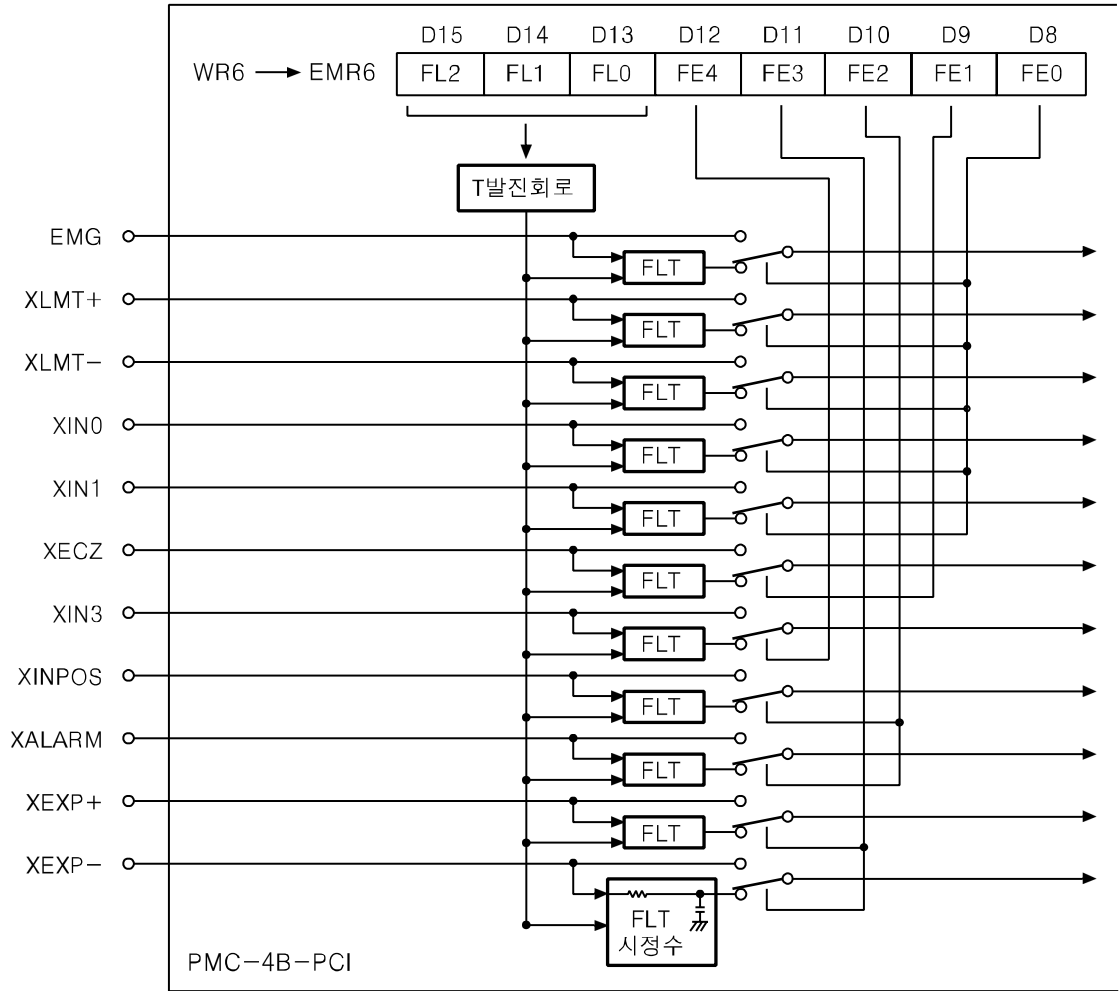 D15 D14 D13 D12 D11 D10 D9 D8
WR6 → EMR6 FL2 FL1 FL0 FE4 FE3 FE2 FE1 FE0
T발진회로
EMG
FLT
XLMT+
FLT
XLMT-
FLT
XIN0
FLT
XIN1
FLT
XECZ
FLT
XIN3
FLT
XINPOS
FLT
XALARM
FLT
XEXP+
FLT
XEXP-
FLT
시정수
PMC-4B-PCI